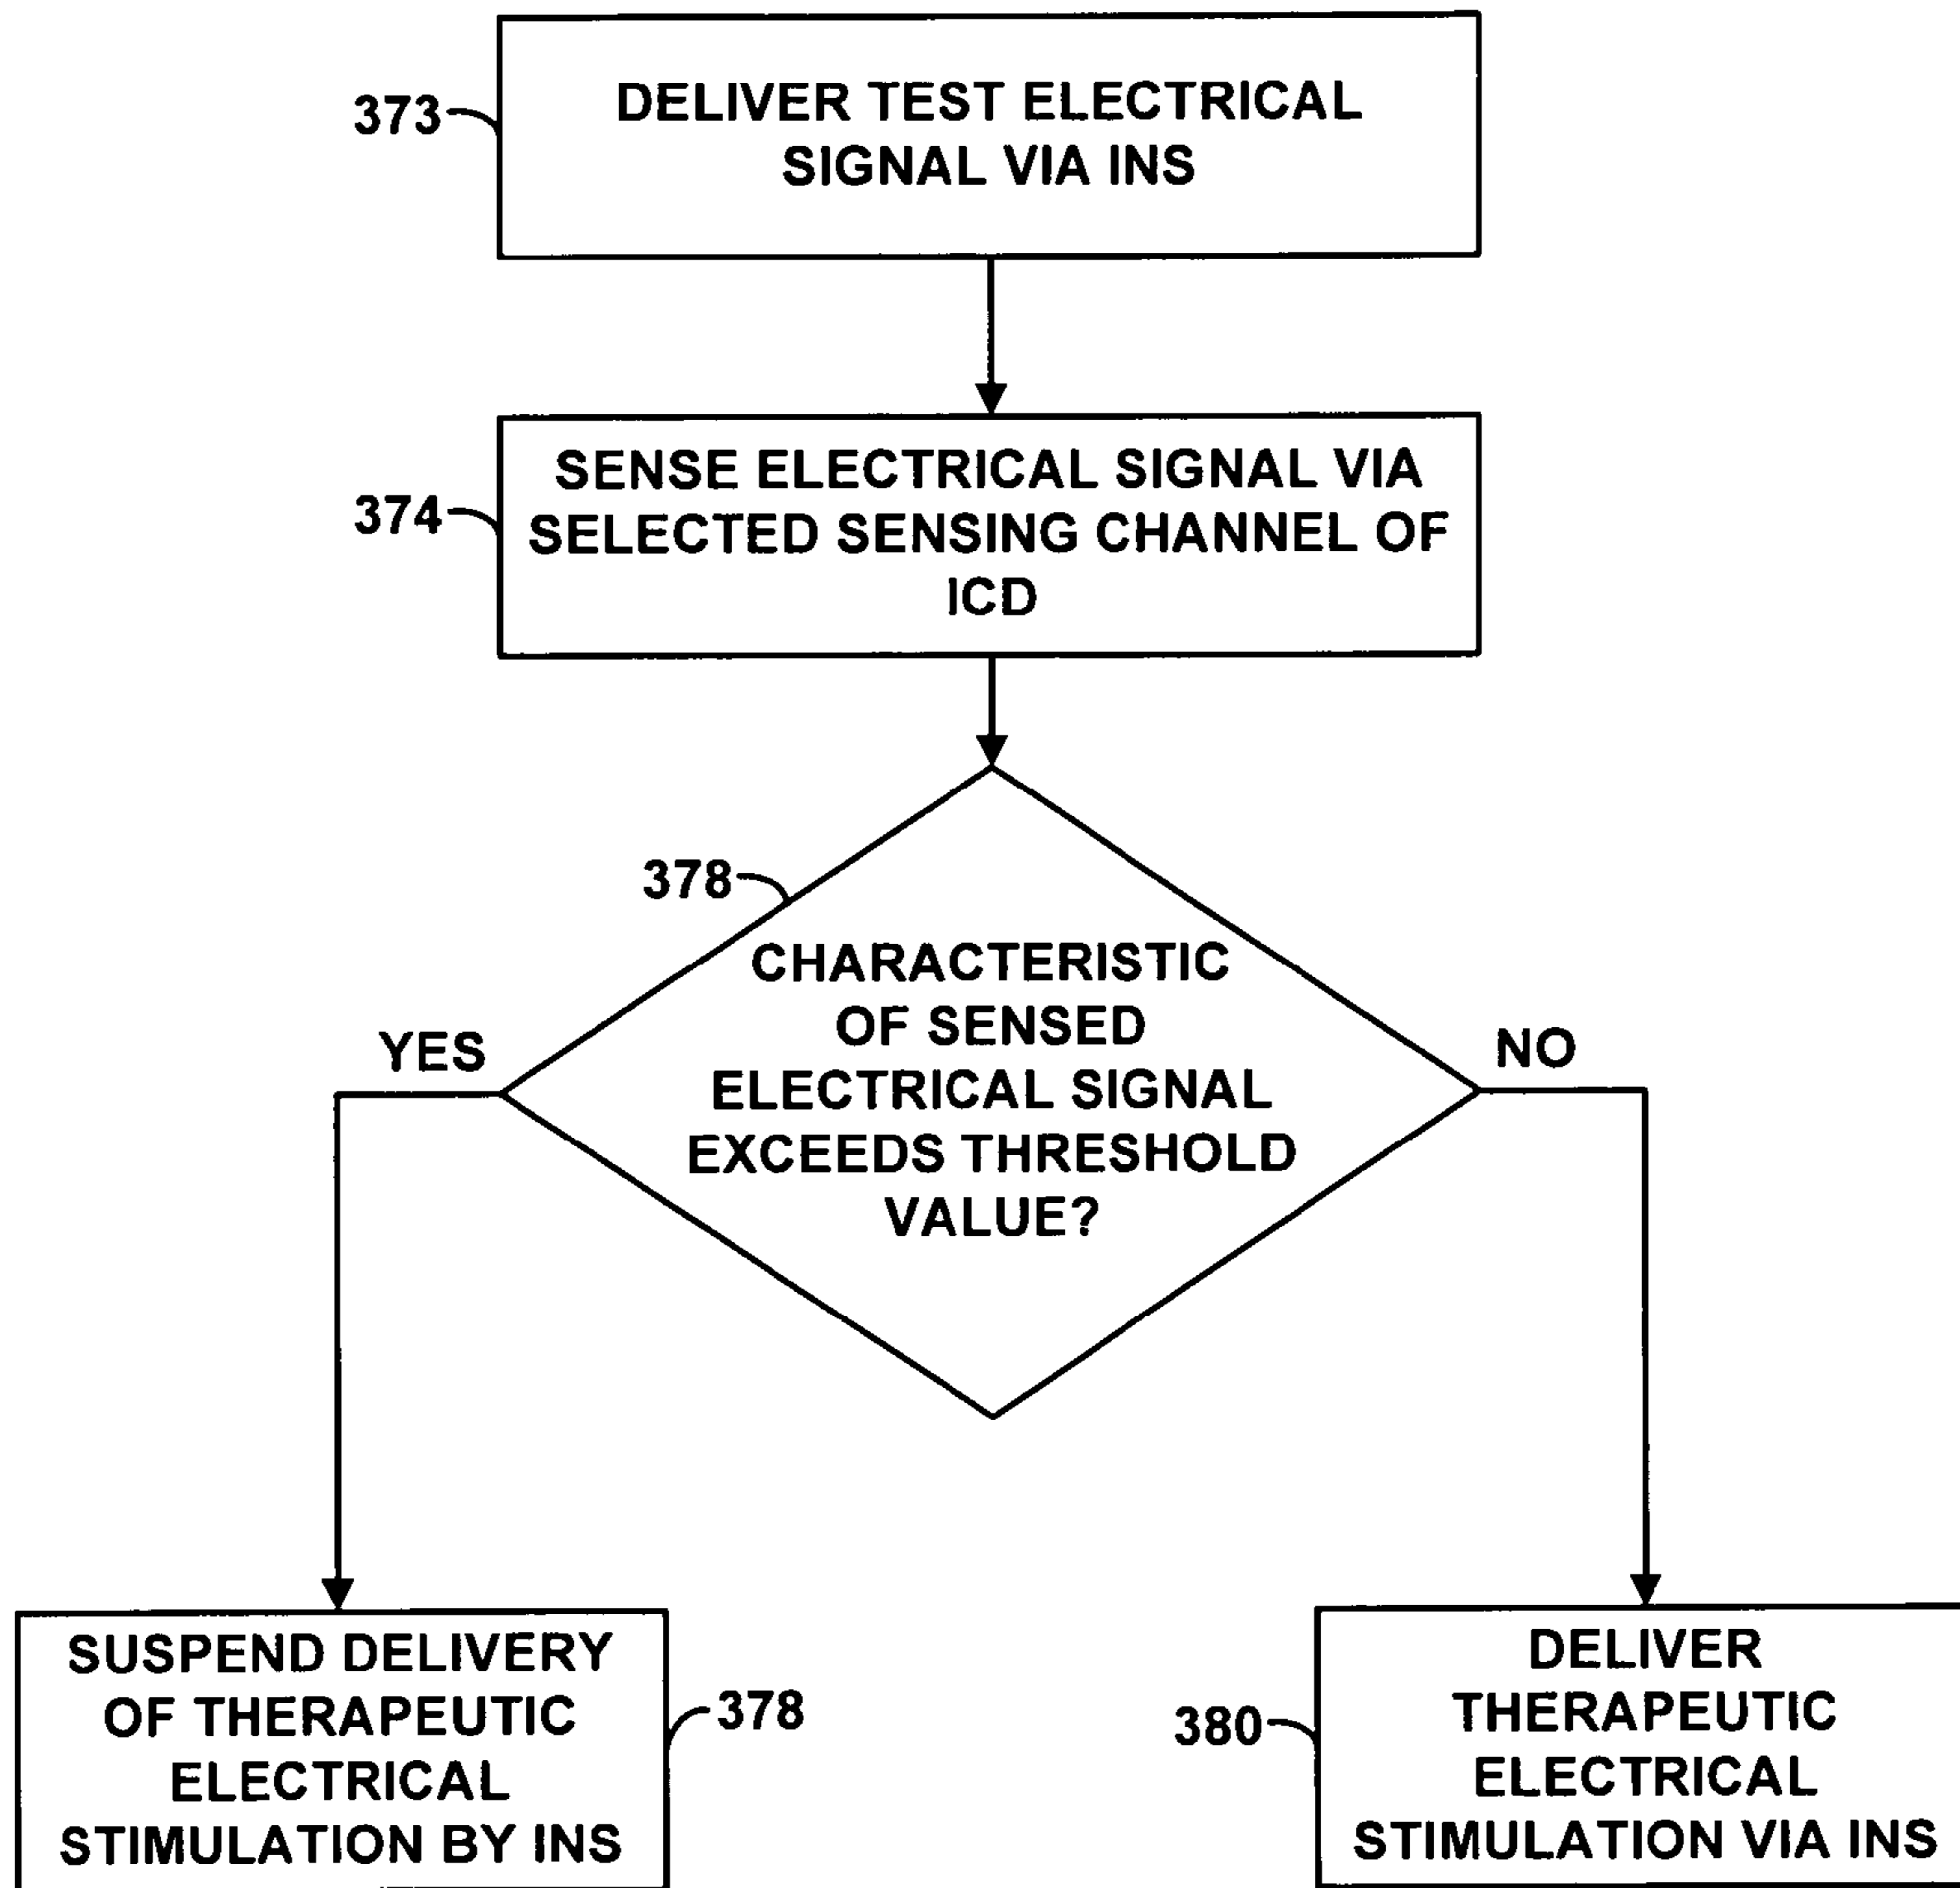 373
DELIVER TEST ELECTRICAL
SIGNAL VIA INS
374
SENSE ELECTRICAL SIGNAL VIA
SELECTED SENSING CHANNEL OF
ICD
378
CHARACTERISTIC
OF SENSED
ELECTRICAL SIGNAL
EXCEEDS THRESHOLD
VALUE?
YES
NO
SUSPEND DELIVERY
OF THERAPEUTIC
ELECTRICAL
STIMULATION BY INS
378
380
DELIVER
THERAPEUTIC
ELECTRICAL
STIMULATION VIA INS